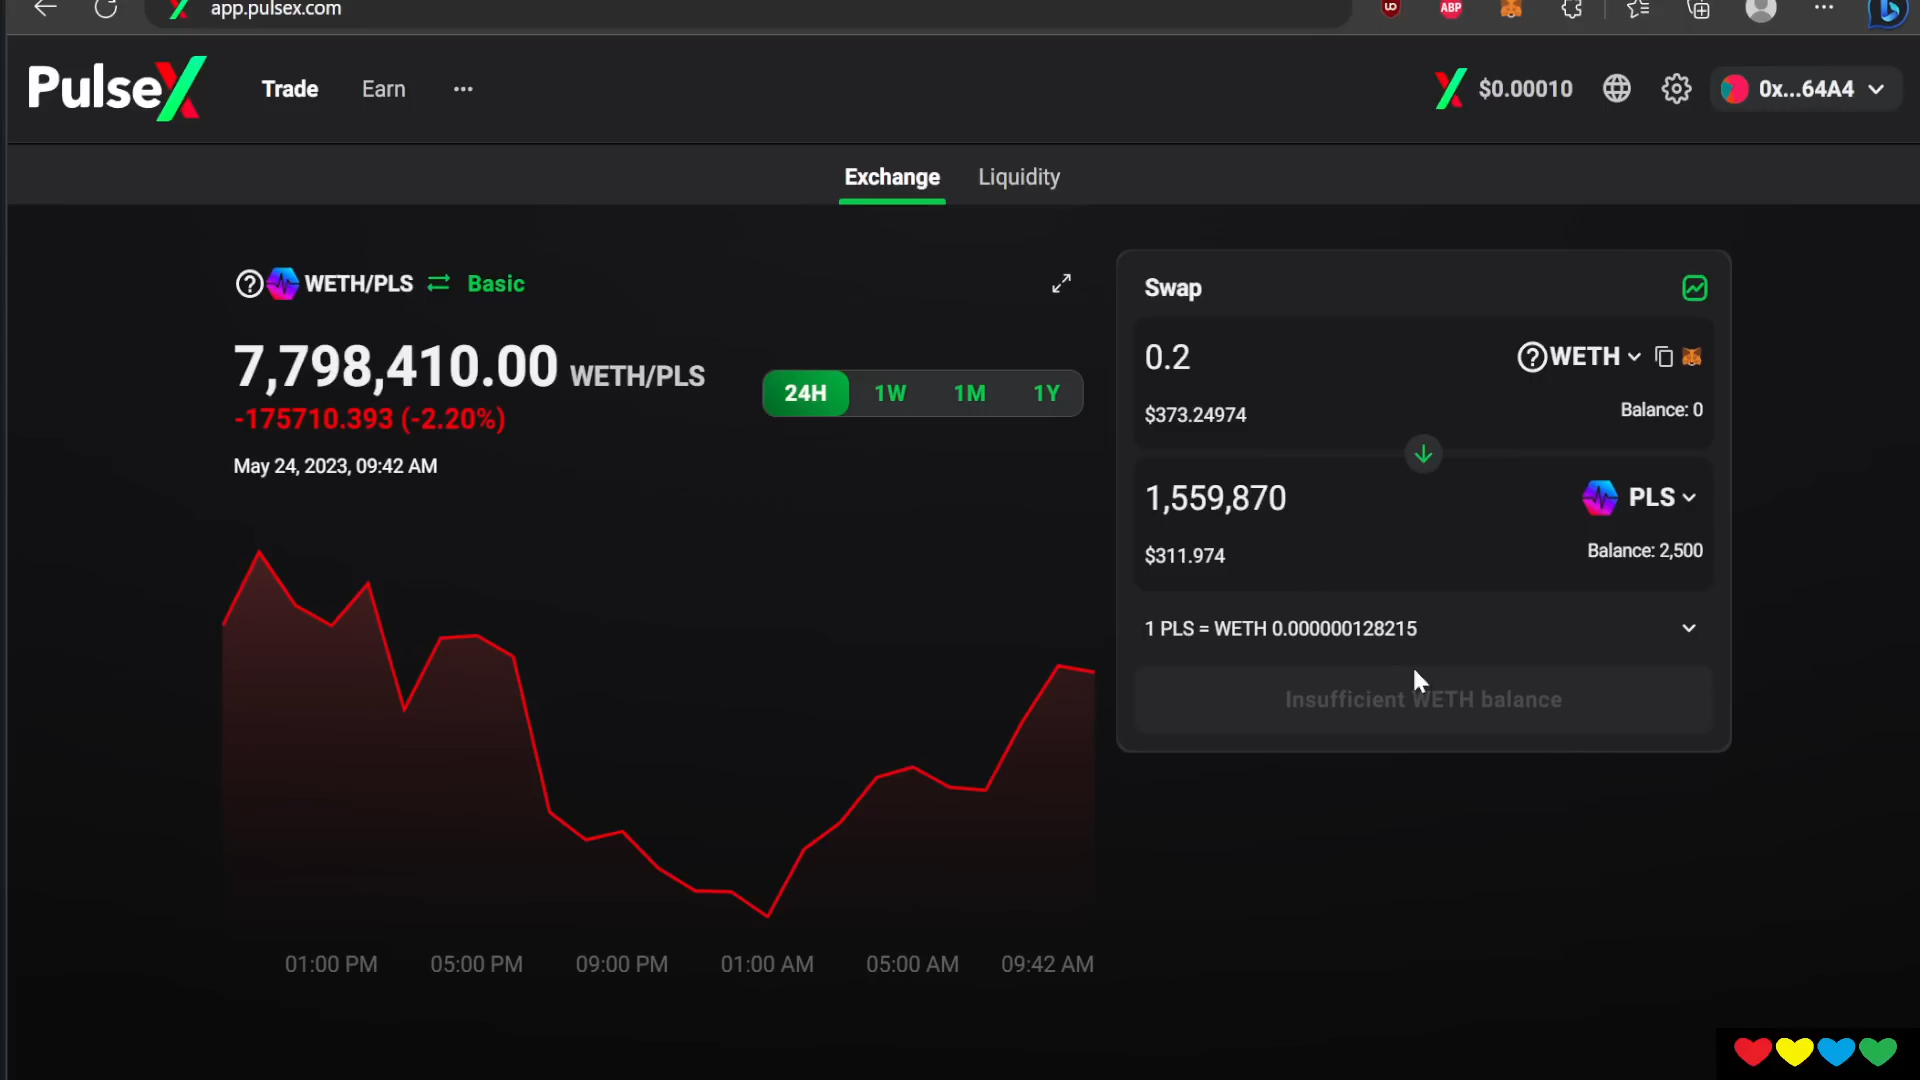 app.pulsex.com
ABP
PulseX
Trade
Earn
$0.00010
0x...64A4
Exchange
Liquidity
WETH/PLS
Basic
7,798,410.00 WETH/PLS
-175710.393 (-2.20%)
May 24, 2023, 09:42 AM
24H
1W
1M
1Y
01:00 PM
05:00 PM
09:00 PM
01:00 AM
05:00 AM
09:42 AM
Swap
0.2
WETH
$373.24974
Balance: 0
1,559,870
PLS
$311.974
Balance: 2,500
1 PLS = WETH 0.000000128215
Insufficient WETH balance